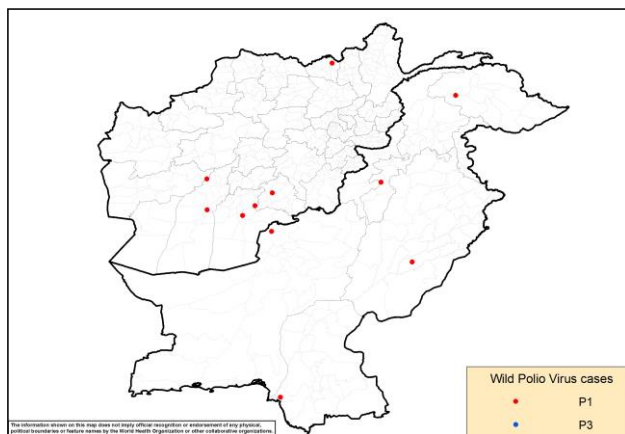 Wild Polio Virus cases
P1
P3
The information shown on this map does not imply official recognition or endorsement of any physical,
political boundaries or feature names by the World Health Organization or other collaborative organizations.